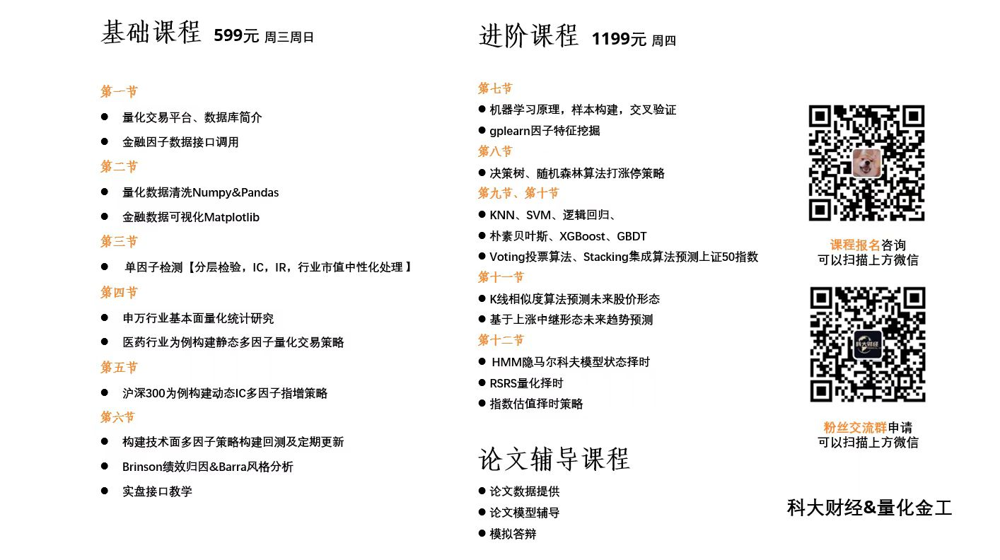 基础课程 599元 周三周日
第一节
● 量化交易平台、数据库简介
● 金融因子数据接口调用
第二节
● 量化数据清洗Numpy&Pandas
● 金融数据可视化Matplotlib
第三节
● 单因子检测【分层检验，IC，IR，行业市值中性化处理 】
第四节
● 申万行业基本面量化统计研究
● 医药行业为例构建静态多因子量化交易策略
第五节
● 沪深300为例构建动态IC多因子指增策略
第六节
● 构建技术面多因子策略构建回测及定期更新
● Brinson绩效归因&Barra风格分析
● 实盘接口教学
进阶课程 1199元 周四
第七节
● 机器学习原理，样本构建，交叉验证
● gplearn因子特征挖掘
第八节
● 决策树、随机森林算法打涨停策略
第九节、第十节
● KNN、SVM、逻辑回归、
● 朴素贝叶斯、XGBoost、GBDT
● Voting投票算法、Stacking集成算法预测上证50指数
第十一节
● K线相似度算法预测未来股价形态
● 基于上涨中继形态未来趋势预测
第十二节
● HMM隐马尔科夫模型状态择时
● RSRS量化择时
● 指数估值择时策略
论文辅导课程
● 论文数据提供
● 论文模型辅导
● 模拟答辩
课程报名咨询
可以扫描上方微信
科大财经
粉丝交流群申请
可以扫描上方微信
科大财经&量化金工